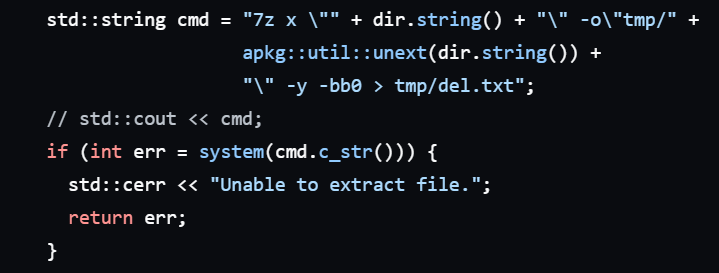 std::string cmd = "7z x \"" + dir.string() + "\" -o\"tmp/" +
apkg::util::unext(dir.string()) +
"\" -y -bb0 > tmp/del.txt";
// std::cout << cmd;
if (int err = system(cmd.c_str())) {
std::cerr << "Unable to extract file.";
return err;
}